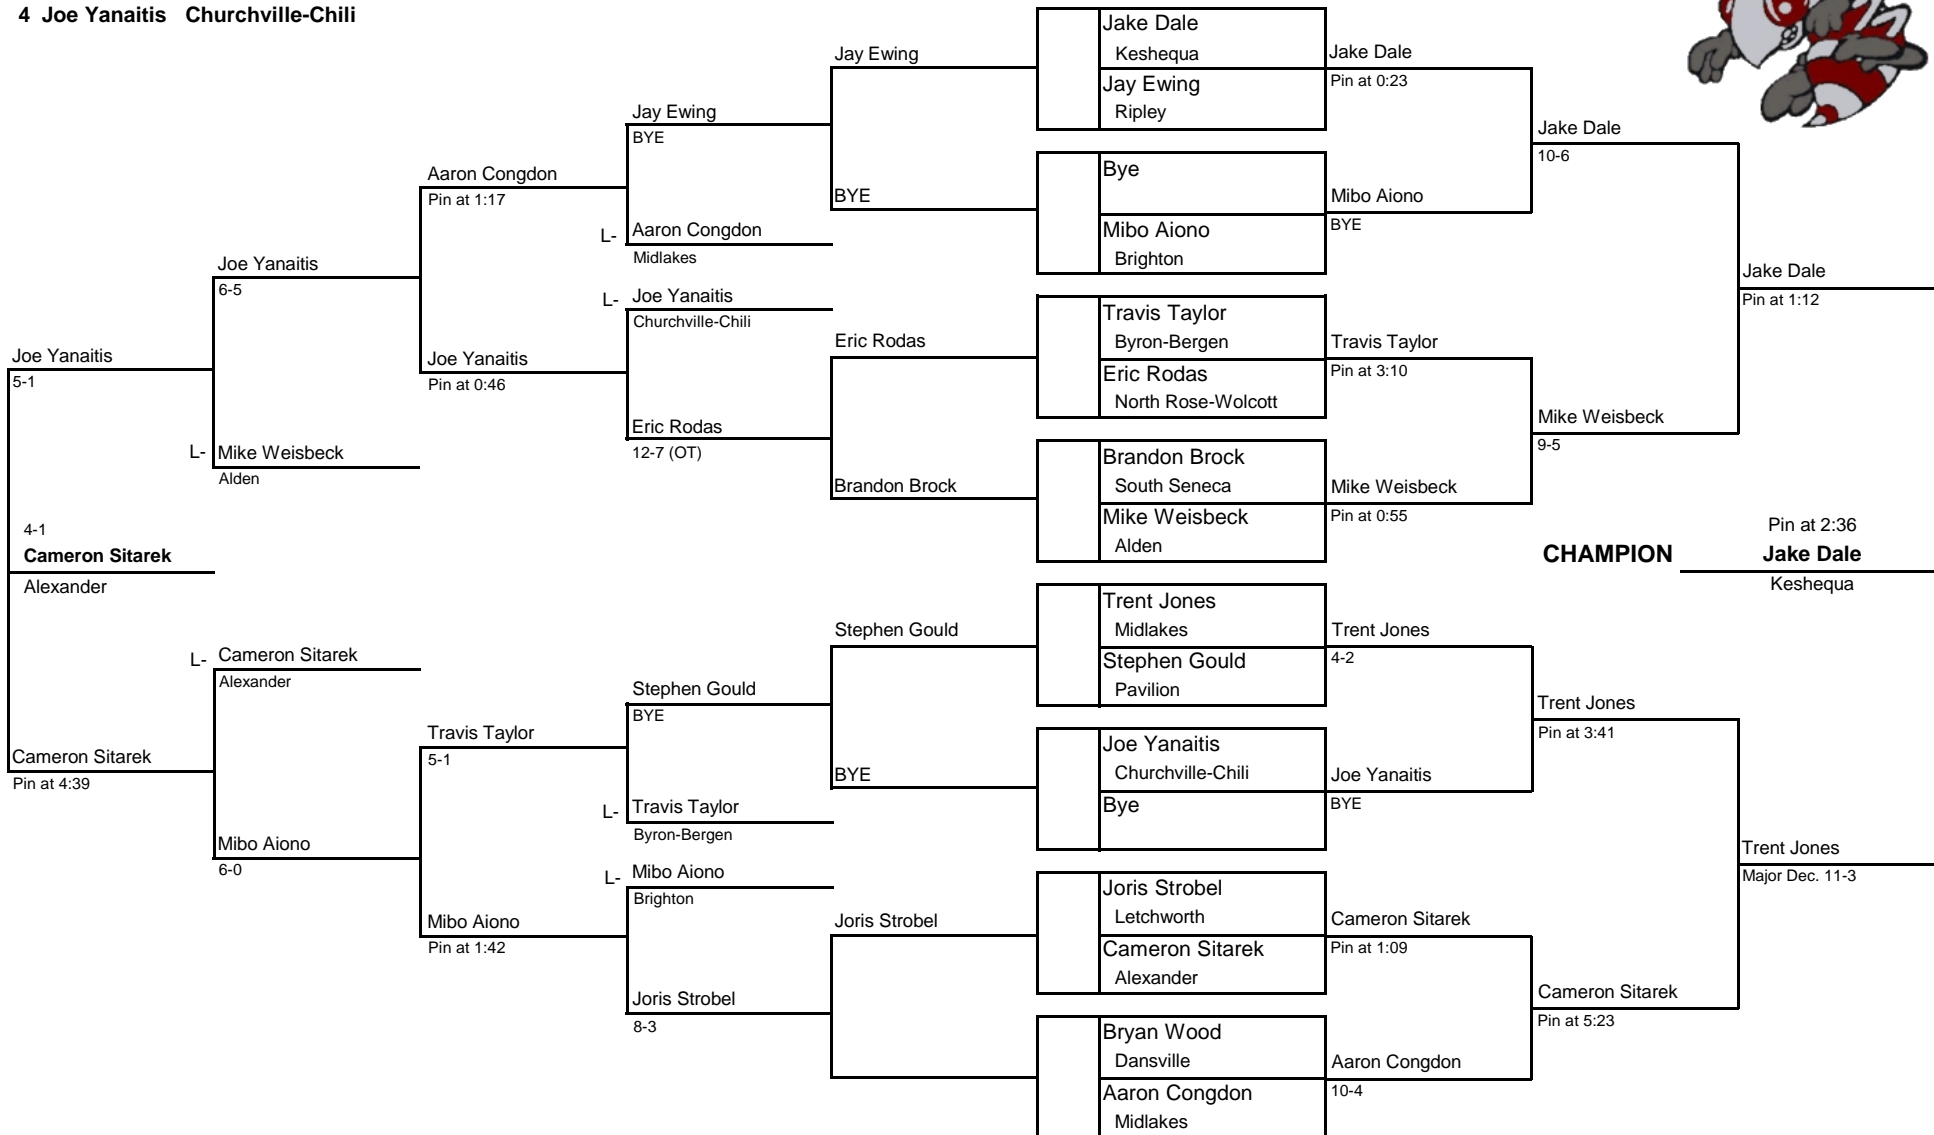 4 Joe Yanaitis Churchville-Chili
Joe Yanaitis
5-1
4-1
Cameron Sitarek
Alexander
Cameron Sitarek
Pin at 4:39
Joe Yanaitis
6-5
L- Mike Weisbeck
Alden
L- Cameron Sitarek
Alexander
Mibo Aiono
6-0
Aaron Congdon
Pin at 1:17
Joe Yanaitis
Pin at 0:46
Travis Taylor
5-1
Mibo Aiono
Pin at 1:42
Jay Ewing
BYE
L- Aaron Congdon
Midlakes
L- Joe Yanaitis
Churchville-Chili
Eric Rodas
12-7 (OT)
Stephen Gould
BYE
L- Travis Taylor
Byron-Bergen
L- Mibo Aiono
Brighton
Joris Strobel
8-3
Jay Ewing
BYE
Eric Rodas
Brandon Brock
Stephen Gould
BYE
Joris Strobel
Jake Dale
Keshequa
Jay Ewing
Ripley
Bye
Mibo Aiono
Brighton
Travis Taylor
Byron-Bergen
Eric Rodas
North Rose-Wolcott
Brandon Brock
South Seneca
Mike Weisbeck
Alden
Trent Jones
Midlakes
Stephen Gould
Pavilion
Joe Yanaitis
Churchville-Chili
Bye
Joris Strobel
Letchworth
Cameron Sitarek
Alexander
Bryan Wood
Dansville
Aaron Congdon
Midlakes
Jake Dale
Pin at 0:23
Mibo Aiono
BYE
Travis Taylor
Pin at 3:10
Mike Weisbeck
Pin at 0:55
Trent Jones
4-2
Joe Yanaitis
BYE
Cameron Sitarek
Pin at 1:09
Aaron Congdon
10-4
Jake Dale
10-6
Mike Weisbeck
9-5
Trent Jones
Pin at 3:41
Cameron Sitarek
Pin at 5:23
Jake Dale
Pin at 1:12
Pin at 2:36
CHAMPION Jake Dale
Keshequa
Trent Jones
Major Dec. 11-3